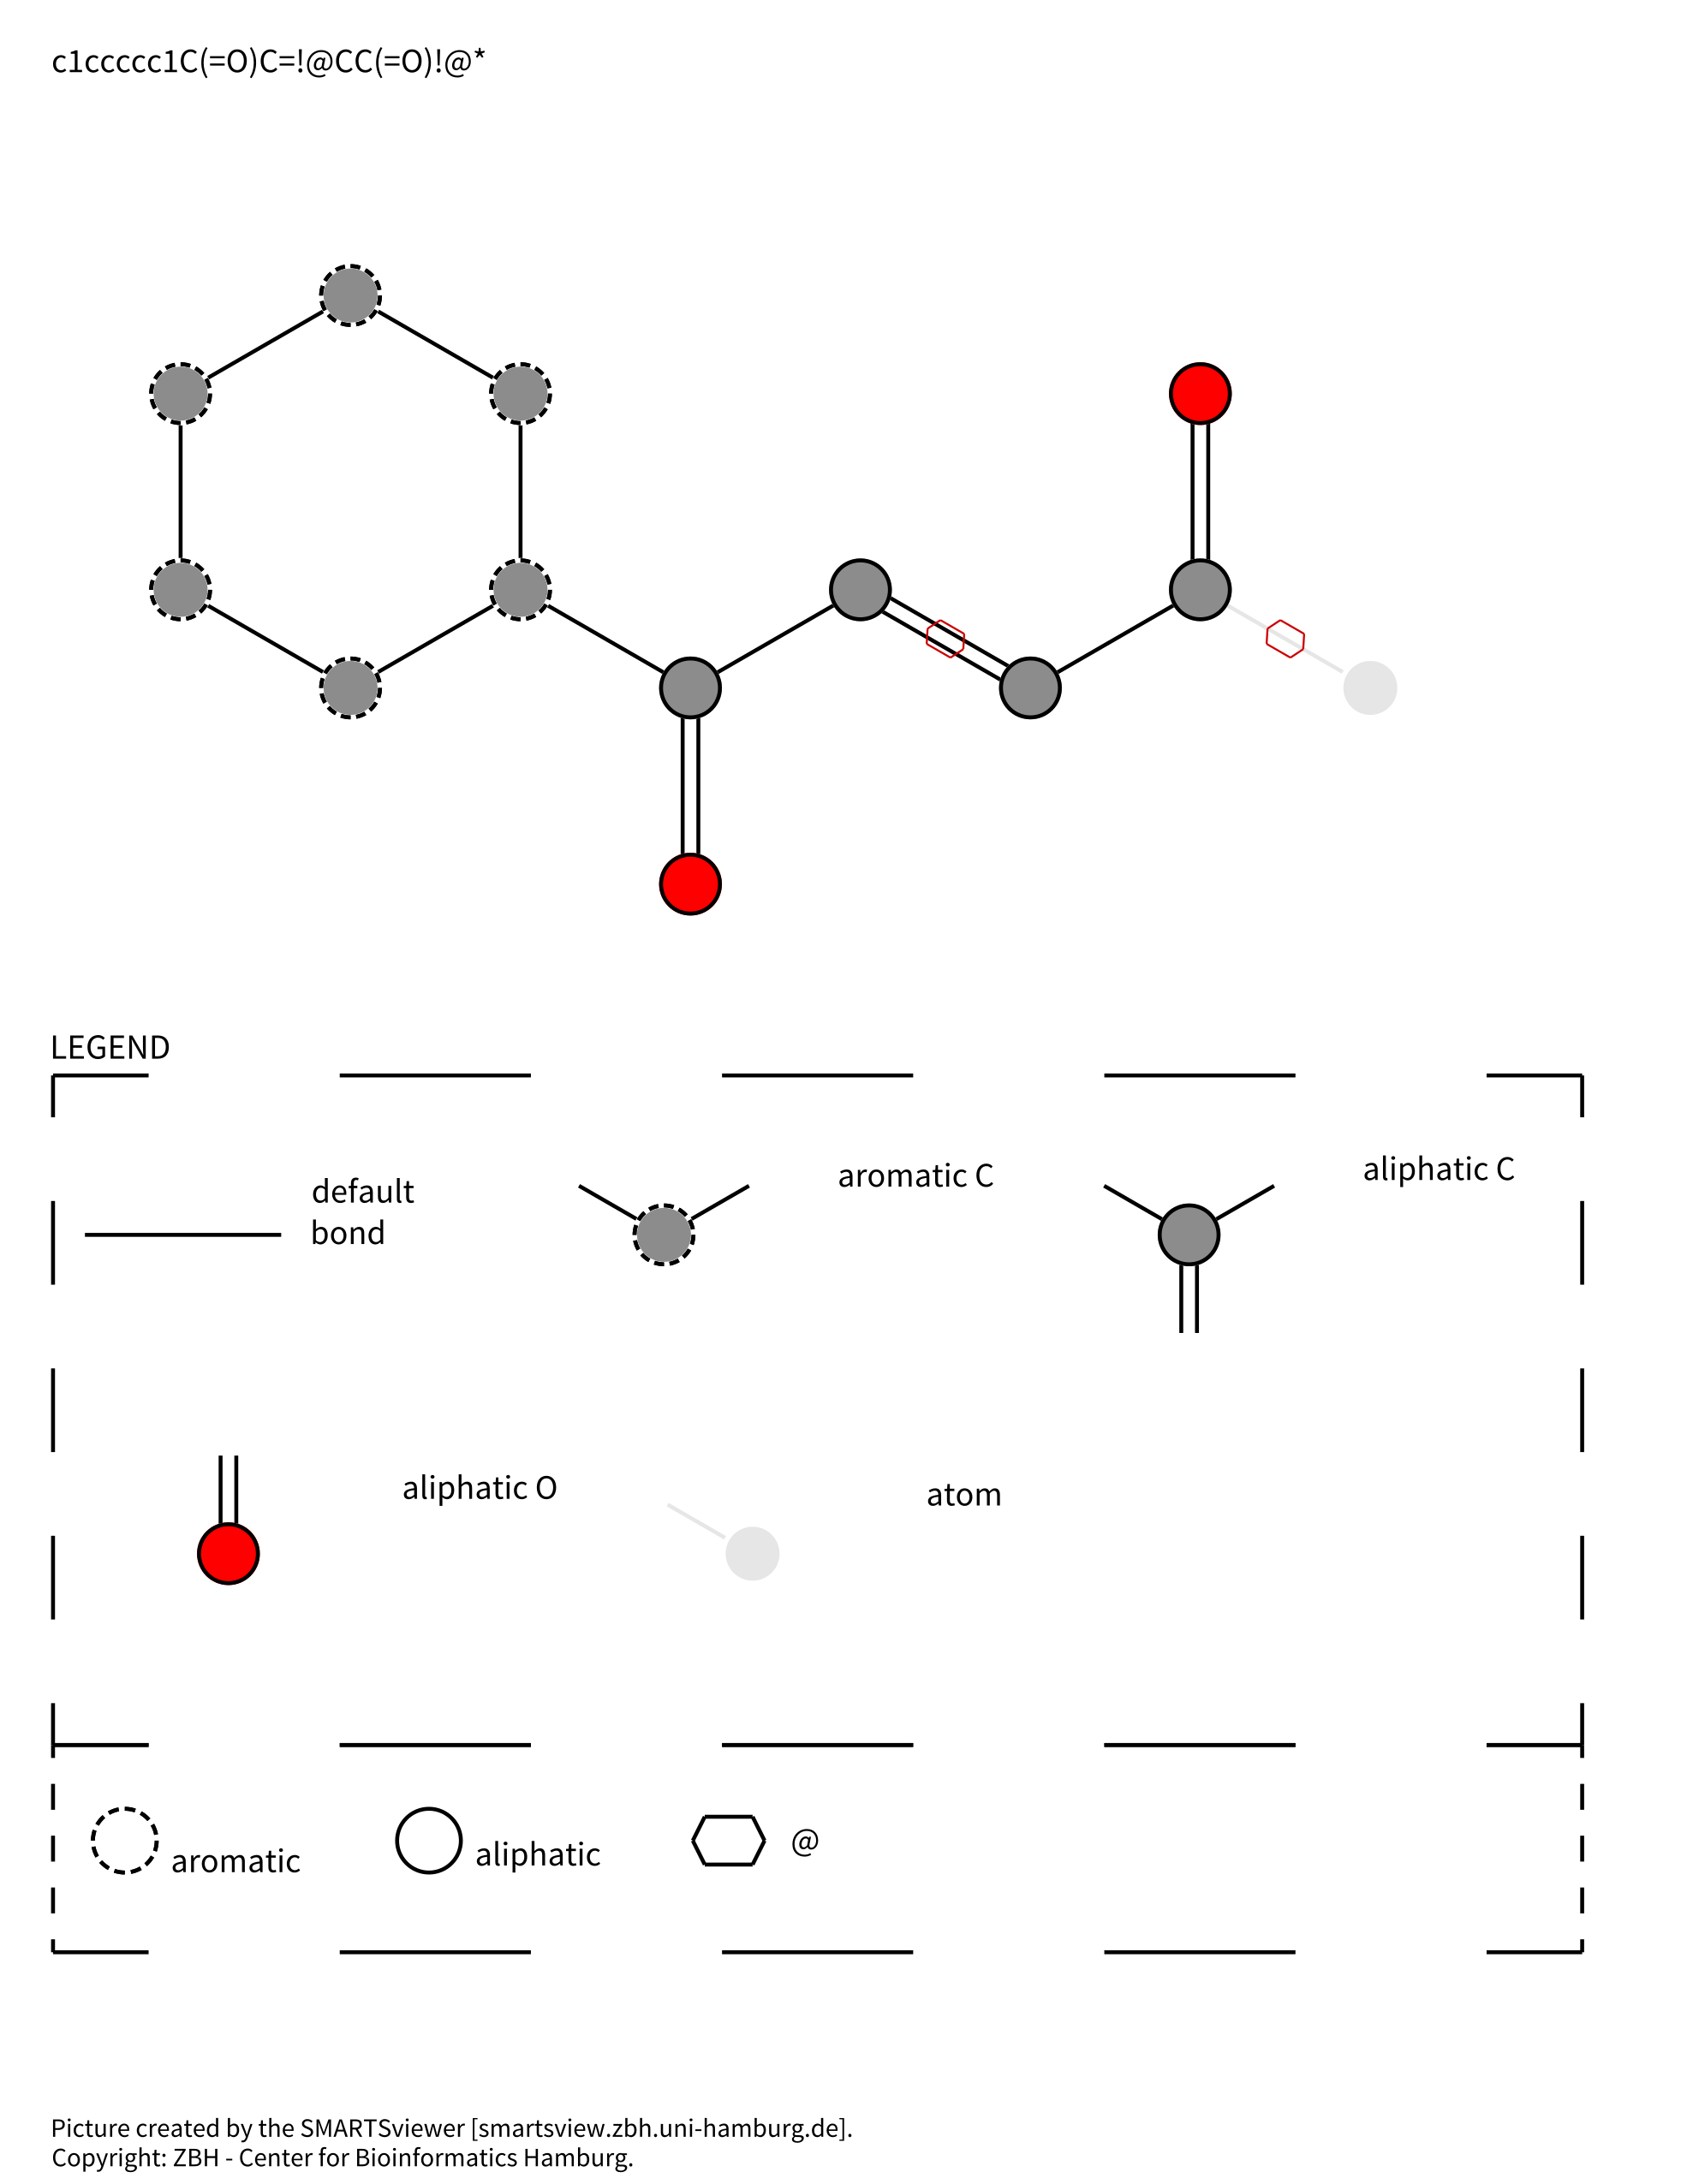 c1ccccc1C(=O)C=!@CC(=O)!@*
LEGEND
default
bond
aromatic C
aliphatic C
aliphatic O
atom
aromatic
aliphatic
@
Picture created by the SMARTSviewer [smartsview.zbh.uni-hamburg.de].
Copyright: ZBH - Center for Bioinformatics Hamburg.